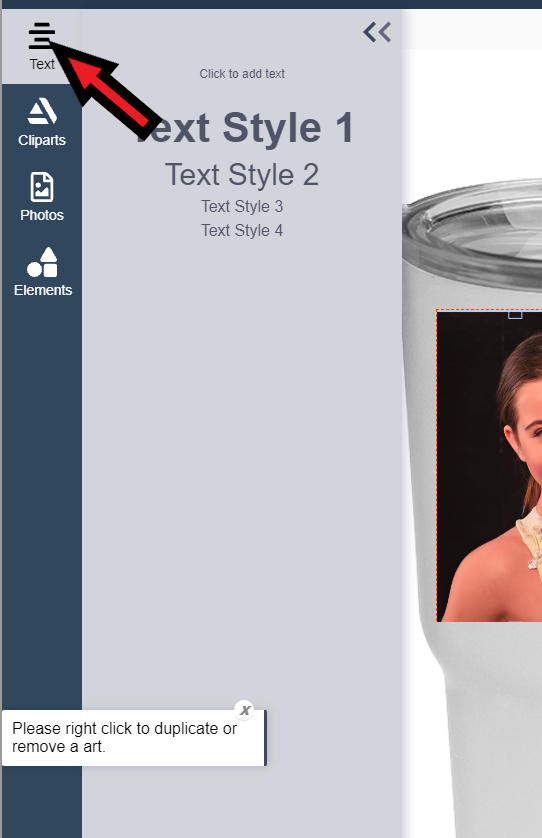 Text
Click to add text
Text Style 1
Cliparts
Text Style 2
Photos
Text Style 3
Text Style 4
Elements
x
Please right click to duplicate or
remove a art.